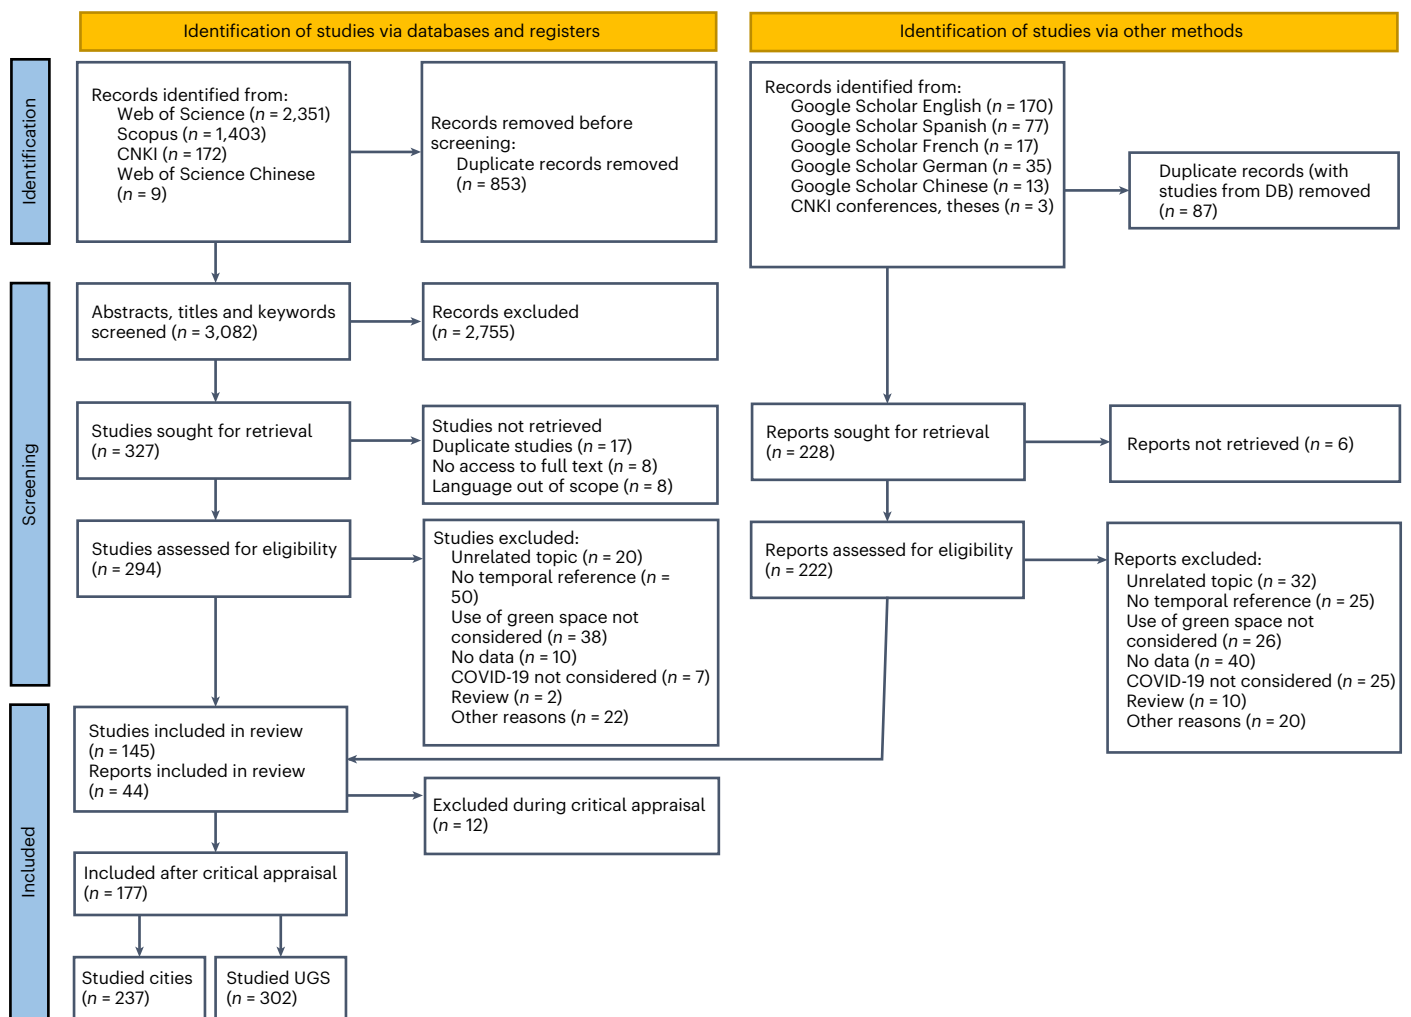 Identification of studies via databases and registers
Identification of studies via other methods
Identification
Records identified from:
Web of Science (n = 2,351)
Scopus (n = 1,403)
CNKI (n = 172)
Web of Science Chinese
(n = 9)
Records removed before
screening:
Duplicate records removed
(n = 853)
Records identified from:
Google Scholar English (n = 170)
Google Scholar Spanish (n = 77)
Google Scholar French (n = 17)
Google Scholar German (n = 35)
Google Scholar Chinese (n = 13)
CNKI conferences, theses (n = 3)
Duplicate records (with
studies from DB) removed
(n = 87)
Screening
Abstracts, titles and keywords
screened (n = 3,082)
Records excluded
(n = 2,755)
Studies sought for retrieval
(n = 327)
Studies not retrieved
Duplicate studies (n = 17)
No access to full text (n = 8)
Language out of scope (n = 8)
Reports sought for retrieval
(n = 228)
Reports not retrieved (n = 6)
Studies assessed for eligibility
(n = 294)
Studies excluded:
Unrelated topic (n = 20)
No temporal reference (n =
50)
Use of green space not
considered (n = 38)
No data (n = 10)
COVID-19 not considered (n = 7)
Review (n = 2)
Other reasons (n = 22)
Reports assessed for eligibility
(n = 222)
Reports excluded:
Unrelated topic (n = 32)
No temporal reference (n = 25)
Use of green space not
considered (n = 26)
No data (n = 40)
COVID-19 not considered (n = 25)
Review (n = 10)
Other reasons (n = 20)
Included
Studies included in review
(n = 145)
Reports included in review
(n = 44)
Excluded during critical appraisal
(n = 12)
Included after critical appraisal
(n = 177)
Studied cities
(n = 237)
Studied UGS
(n = 302)